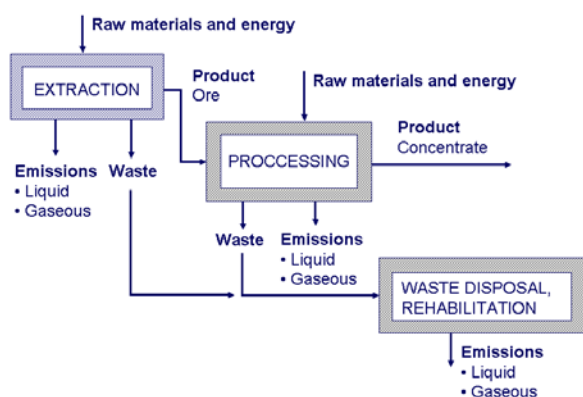 Raw materials and energy
EXTRACTION
Product
Ore
Raw materials and energy
Emissions
• Liquid
• Gaseous
Waste
PROCCESSING
Product
Concentrate
Waste
Emissions
• Liquid
• Gaseous
WASTE DISPOSAL,
REHABILITATION
Emissions
• Liquid
• Gaseous